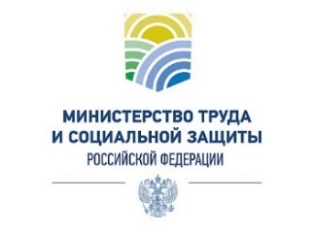 МИНИСТЕРСТВО ТРУДА
И СОЦИАЛЬНОЙ ЗАЩИТЫ
РОССИЙСКОЙ ФЕДЕРАЦИИ